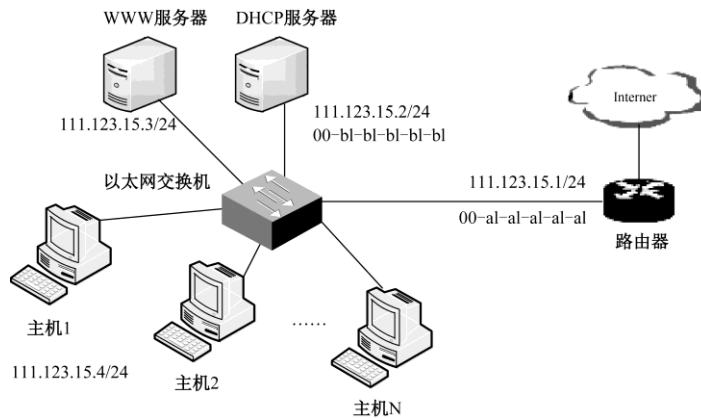 WWW服务器
DHCP服务器
111.123.15.3/24
111.123.15.2/24
00-bl-bl-bl-bl-bl
Internet
以太网交换机
111.123.15.1/24
00-al-al-al-al-al
路由器
主机1
111.123.15.4/24
主机2
……
主机N